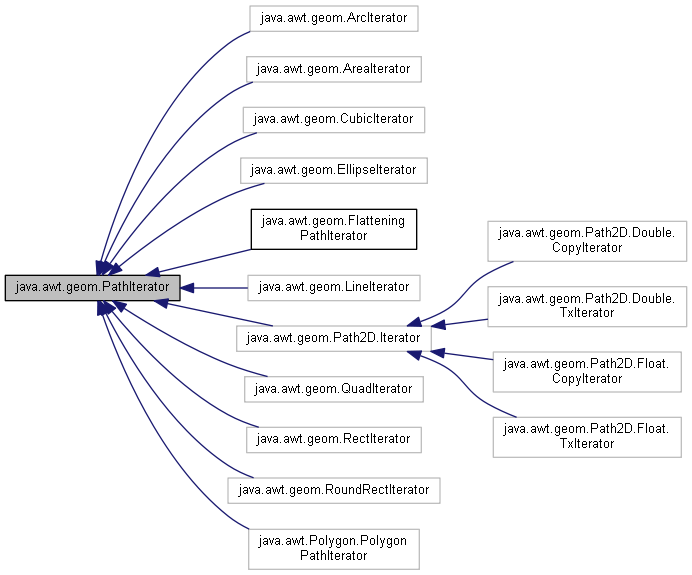 java.awt.geom.ArcIterator
java.awt.geom.AreaIterator
java.awt.geom.CubicIterator
java.awt.geom.EllipseIterator
java.awt.geom.Flattening
PathIterator
java.awt.geom.PathIterator
java.awt.geom.LineIterator
java.awt.geom.Path2D.Iterator
java.awt.geom.QuadIterator
java.awt.geom.RectIterator
java.awt.geom.RoundRectIterator
java.awt.Polygon.Polygon
PathIterator
java.awt.geom.Path2D.Double.
CopyIterator
java.awt.geom.Path2D.Double.
TxIterator
java.awt.geom.Path2D.Float.
CopyIterator
java.awt.geom.Path2D.Float.
TxIterator